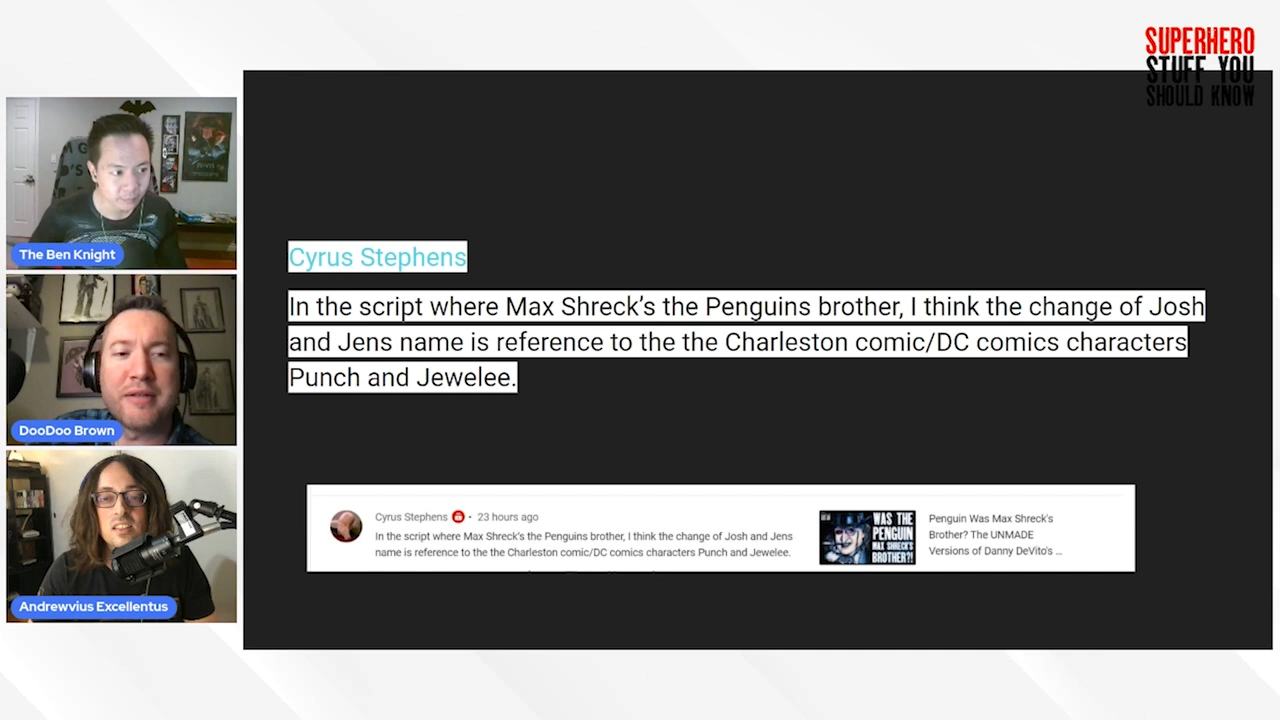 SUPERHERO
STUFF YOU
SHOULD KNOW
The Ben Knight
DooDoo Brown
Andrewvius Excellentus
Cyrus Stephens
In the script where Max Shreck’s the Penguins brother, I think the change of Josh
and Jens name is reference to the the Charleston comic/DC comics characters
Punch and Jewelee.
Cyrus Stephens • 23 hours ago
In the script where Max Shreck's the Penguins brother, I think the change of Josh and Jens
name is reference to the the Charleston comic/DC comics characters Punch and Jewelee.
WAS THE
PENGUIN
MAX SHRECK'S
BROTHER?!
Penguin Was Max Shreck's
Brother? The UNMADE
Versions of Danny DeVito's ...